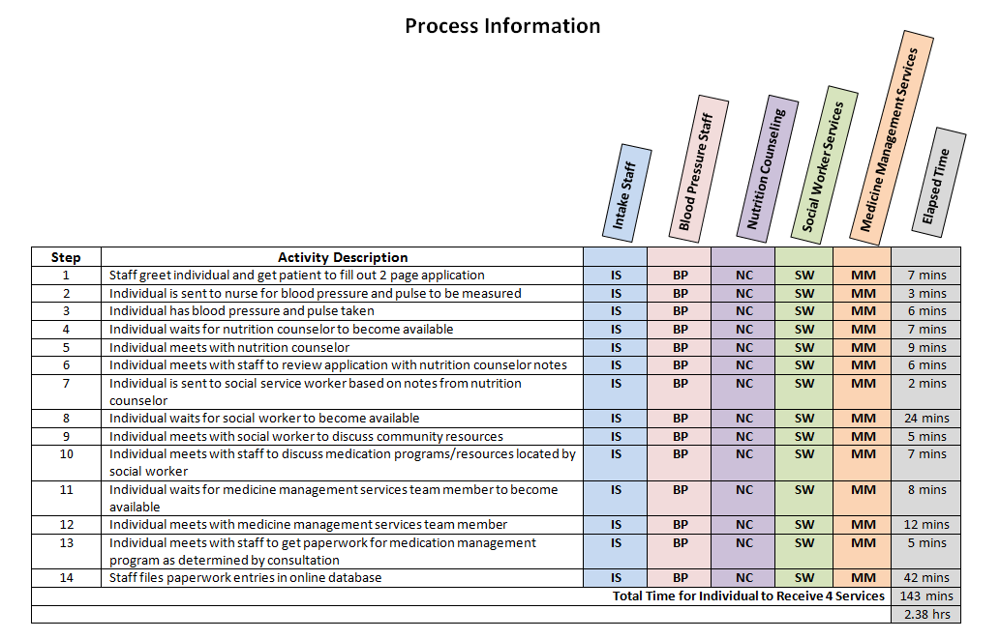 Process Information
Intake Staff
Blood Pressure Staff
Nutrition Counseling
Social Worker Services
Medicine Management Services
Elapsed Time
Step Activity Description
1 Staff greet individual and get patient to fill out 2 page application IS BP NC SW MM 7 mins
2 Individual is sent to nurse for blood pressure and pulse to be measured IS BP NC SW MM 3 mins
3 Individual has blood pressure and pulse taken IS BP NC SW MM 6 mins
4 Individual waits for nutrition counselor to become available IS BP NC SW MM 7 mins
5 Individual meets with nutrition counselor IS BP NC SW MM 9 mins
6 Individual meets with staff to review application with nutrition counselor notes IS BP NC SW MM 6 mins
7 Individual is sent to social service worker based on notes from nutrition IS BP NC SW MM 2 mins
counselor
8 Individual waits for social worker to become available IS BP NC SW MM 24 mins
9 Individual meets with social worker to discuss community resources IS BP NC SW MM 5 mins
10 Individual meets with staff to discuss medication programs/resources located by IS BP NC SW MM 7 mins
social worker
11 Individual waits for medicine management services team member to become IS BP NC SW MM 8 mins
available
12 Individual meets with medicine management services team member IS BP NC SW MM 12 mins
13 Individual meets with staff to get paperwork for medication management IS BP NC SW MM 5 mins
program as determined by consultation
14 Staff files paperwork entries in online database IS BP NC SW MM 42 mins
Total Time for Individual to Receive 4 Services 143 mins
2.38 hrs